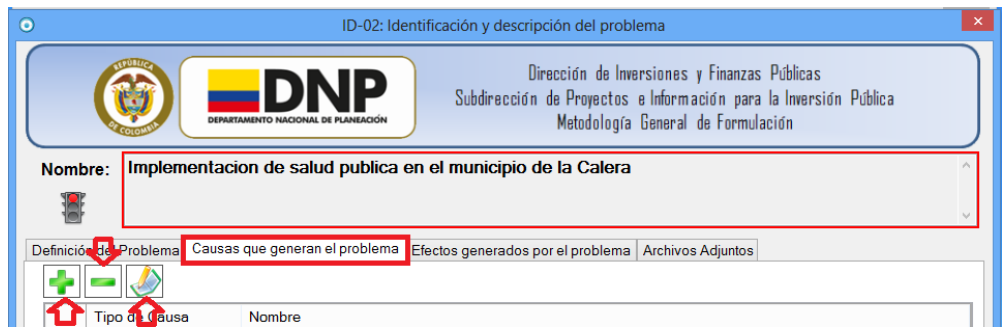 ID-02: Identificación y descripción del problema
REPÚBLICA
DE COLOMBIA
DNP
DEPARTAMENTO NACIONAL DE PLANEACIÓN
Dirección de Inversiones y Finanzas Públicas
Subdirección de Proyectos e Información para la Inversión Pública
Metodología General de Formulación
Nombre: Implementacion de salud publica en el municipio de la Calera
Definición del Problema Causas que generan el problema Efectos generados por el problema Archivos Adjuntos
Tipo de Causa Nombre